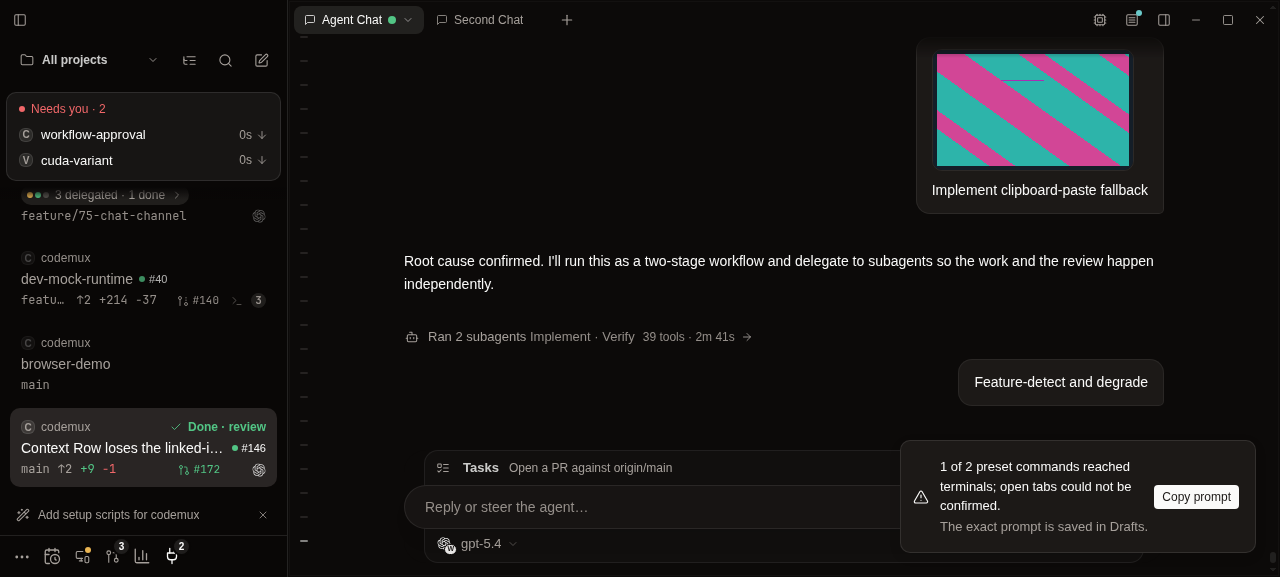 Agent Chat
Second Chat
All projects
Needs you · 2
C workflow-approval 0s
V cuda-variant 0s
3 delegated · 1 done
feature/75-chat-channel
C codemux
dev-mock-runtime #40
featu… ↑2 +214 -37 #140 3
C codemux
browser-demo
main
C codemux Done · review
Context Row loses the linked-i… #146
main ↑2 +9 -1 #172
Add setup scripts for codemux
3
2
Implement clipboard-paste fallback
Root cause confirmed. I'll run this as a two-stage workflow and delegate to subagents so the work and the review happen
independently.
Ran 2 subagents Implement · Verify 39 tools · 2m 41s
Feature-detect and degrade
Tasks Open a PR against origin/main
Reply or steer the agent…
gpt-5.4
1 of 2 preset commands reached
terminals; open tabs could not be
confirmed.
The exact prompt is saved in Drafts.
Copy prompt